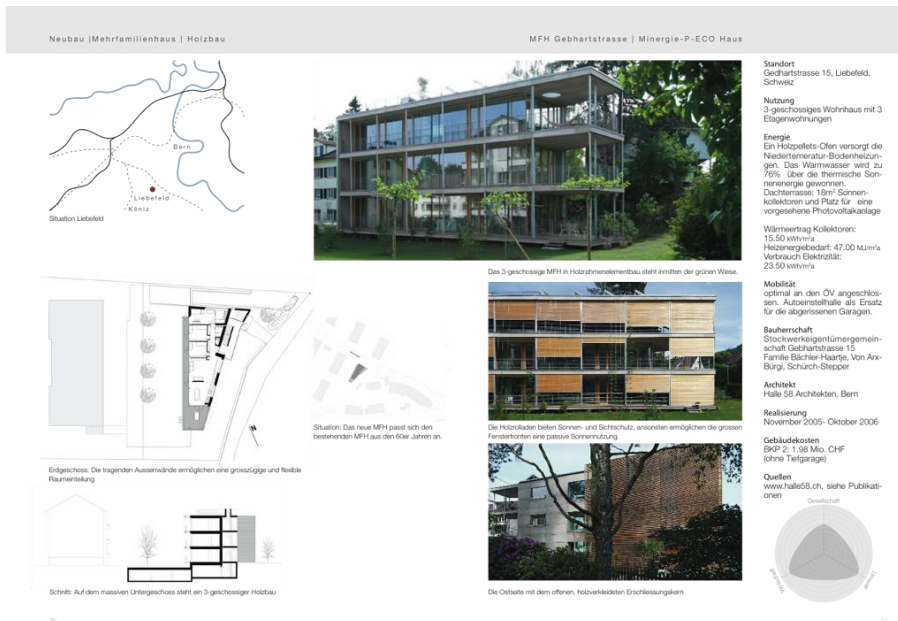 Neubau |Mehrfamilienhaus | Holzbau
MFH Gebhartstrasse | Minergie-P-ECO Haus
Bern
Liebefeld
Köniz
Situation Liebefeld
Das 3-geschossige MFH in Holzrahmenelementbau steht inmitten der grünen Wiese.
Situation: Das neue MFH passt sich den
bestehenden MFH aus den 60er Jahren an.
Die Holzrolladen bieten Sonnen- und Sichtschutz, ansonsten ermöglichen die grossen
Fensterfronten eine passive Sonnennutzung.
Erdgeschoss: Die tragenden Aussenwände ermöglichen eine grosszügige und flexible
Raumeinteilung
Schnitt: Auf dem massiven Untergeschoss steht ein 3-geschossiger Holzbau
Die Ostseite mit dem offenen, holzverkleideten Erschliessungskern
Standort
Gedhartstrasse 15, Liebefeld,
Schweiz
Nutzung
3-geschossiges Wohnhaus mit 3
Etagenwohnungen
Energie
Ein Holzpellets-Ofen versorgt die
Niedertemeratur-Bodenheizun-
gen. Das Warmwasser wird zu
76% über die thermische Son-
nenenergie gewonnen.
Dachterrasse: 18m² Sonnen-
kollektoren und Platz für eine
vorgesehene Photovoltaikanlage
Wärmeertrag Kollektoren:
15.50 kWh/m²a
Heizenergiebedarf: 47.00 MJ/m²a
Verbrauch Elektrizität:
23.50 kWh/m²a
Mobilität
optimal an den ÖV angeschlos-
sen. Autoeinstellhalle als Ersatz
für die abgerissenen Garagen.
Bauherrschaft
Stockwerkeigentümergemein-
schaft Gebhartstrasse 15
Familie Bächler-Haartje, Von Arx-
Bürgi, Schürch-Stepper
Architekt
Halle 58 Architekten, Bern
Realisierung
November 2005- Oktober 2006
Gebäudekosten
BKP 2: 1.98 Mio. CHF
(ohne Tiefgarage)
Quellen
www.halle58.ch, siehe Publikati-
onen
Gesellschaft
Wirtschaft
Umwelt